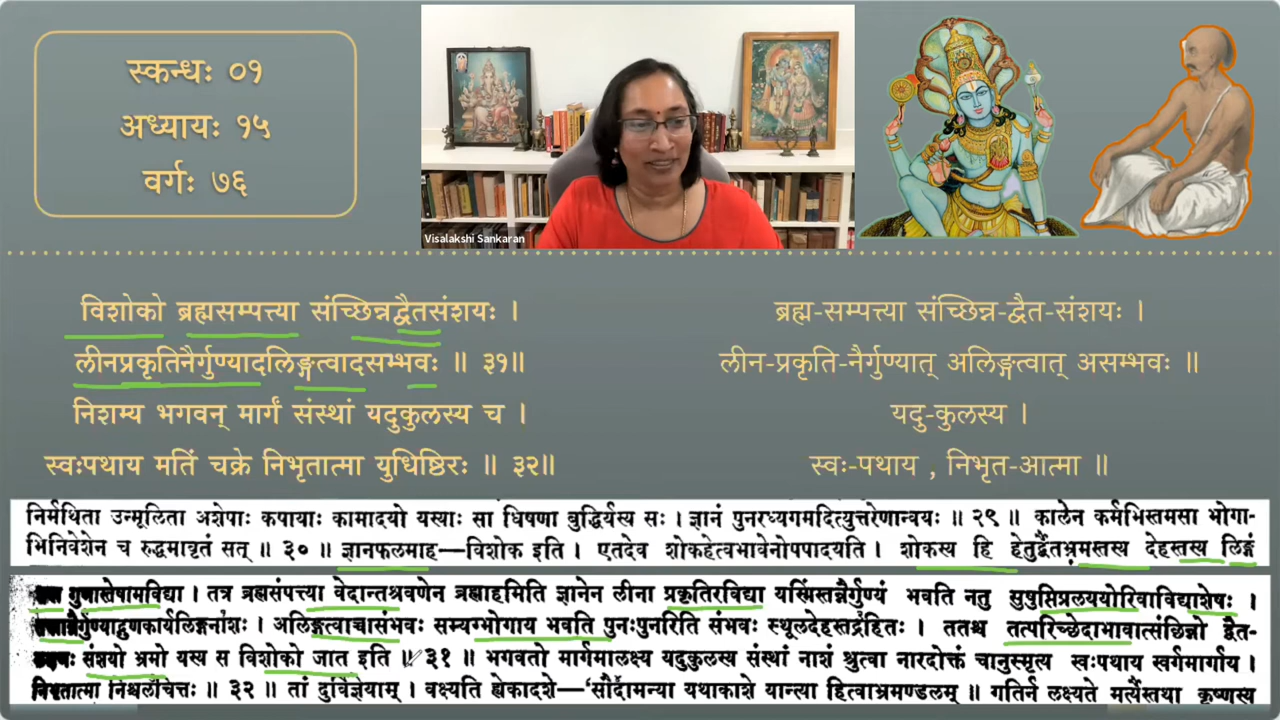 स्कन्धः ०१
अध्यायः १५
वर्गः ७६
Visalakshi Sankaran
विशोको ब्रह्मसम्पत्त्या संच्छिन्नद्वैतसंशयः ।
लीनप्रकृतिनैर्गुण्यादलिङ्गत्वादसम्भवः ॥ ३१॥
निशम्य भगवन् मार्गं संस्थां यदुकुलस्य च ।
स्वःपथाय मतिं चक्रे निभृतात्मा युधिष्ठिरः ॥ ३२॥
ब्रह्म-सम्पत्त्या संच्छिन्न-द्वैत-संशयः ।
लीन-प्रकृति-नैर्गुण्यात् अलिङ्गत्वात् असम्भवः ॥
यदु-कुलस्य ।
स्वः-पथाय , निभृत-आत्मा ॥
निर्मथिता उन्मूलिता अशेषाः कषायाः कामादयो यस्याः सा धिषणा बुद्धिर्यस्य सः । ज्ञानं पुनरध्यगमदित्युत्तरेणान्वयः ॥ २९ ॥ कालेन कर्मभिस्तमसा भोगा-
भिनिवेशेन च रुद्धमावृतं सत् ॥ ३० ॥ ज्ञानफलमाह—विशोक इति । एतदेव शोकहेत्वभावेनोपपादयति । शोकस्य हि हेतुर्द्वैतभ्रमस्तस्य देहस्तस्य लिङ्गं
गुणास्तेषामविद्या । तत्र ब्रह्मसंपत्त्या वेदान्तश्रवणेन ब्रह्माहमिति ज्ञानेन लीना प्रकृतिरविद्या यस्मिंस्तन्नैर्गुण्यं भवति नतु सुषुप्तिप्रलययोरिवाविद्याशेषः ।
अलिङ्गत्वाच्चासंभवः सम्यग्भोगाय भवति पुनःपुनरिति संभवः स्थूलदेहस्तद्रहितः । ततश्च तत्परिच्छेदाभावात्संछिन्नो द्वैत-
संशयो भ्रमो यस्य स विशोको जात इति ॥ ३१ ॥ भगवतो मार्गमालक्ष्य यदुकुलस्य संस्थां नाशं श्रुत्वा नारदोक्तं चानुस्मृत्य स्वःपथाय स्वर्गमार्गाय ।
निभृतात्मा निश्चलचित्तः ॥ ३२ ॥ तां दुर्विज्ञेयाम् । वक्ष्यति ह्येकादशे—‘सौर्दामन्या यथाकाशे यान्त्या हित्वाभ्रमण्डलम् ॥ गतिर्न लक्ष्यते मर्त्यैस्तथा कृष्णस्य